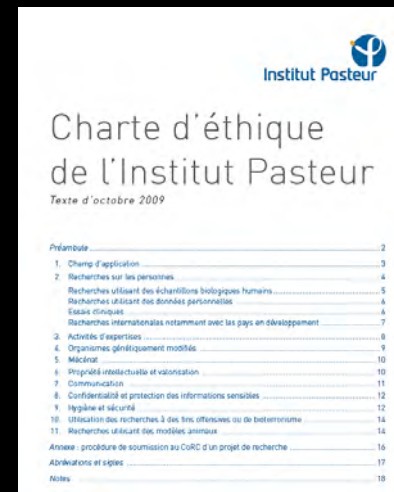 Institut Pasteur
Charte d'éthique
de l'Institut Pasteur
Texte d'octobre 2009
Préambule 2
1. Champ d'application 3
2. Recherches sur les personnes 4
Recherches utilisant des échantillons biologiques humains 5
Recherches utilisant des données personnelles 6
Essais cliniques 6
Recherches internationales notamment avec les pays en développement 7
3. Activités d'expertises 8
4. Organismes génétiquement modifiés 9
5. Mécénat 10
6. Propriété intellectuelle et valorisation 10
7. Communication 11
8. Confidentialité et protection des informations sensibles 12
9. Hygiène et sécurité 12
10. Utilisation des recherches à des fins offensives ou de bioterrorisme 14
11. Recherches utilisant des modèles animaux 14
Annexe : procédure de soumission au CoRC d'un projet de recherche 16
Abréviations et sigles 17
Notes 18